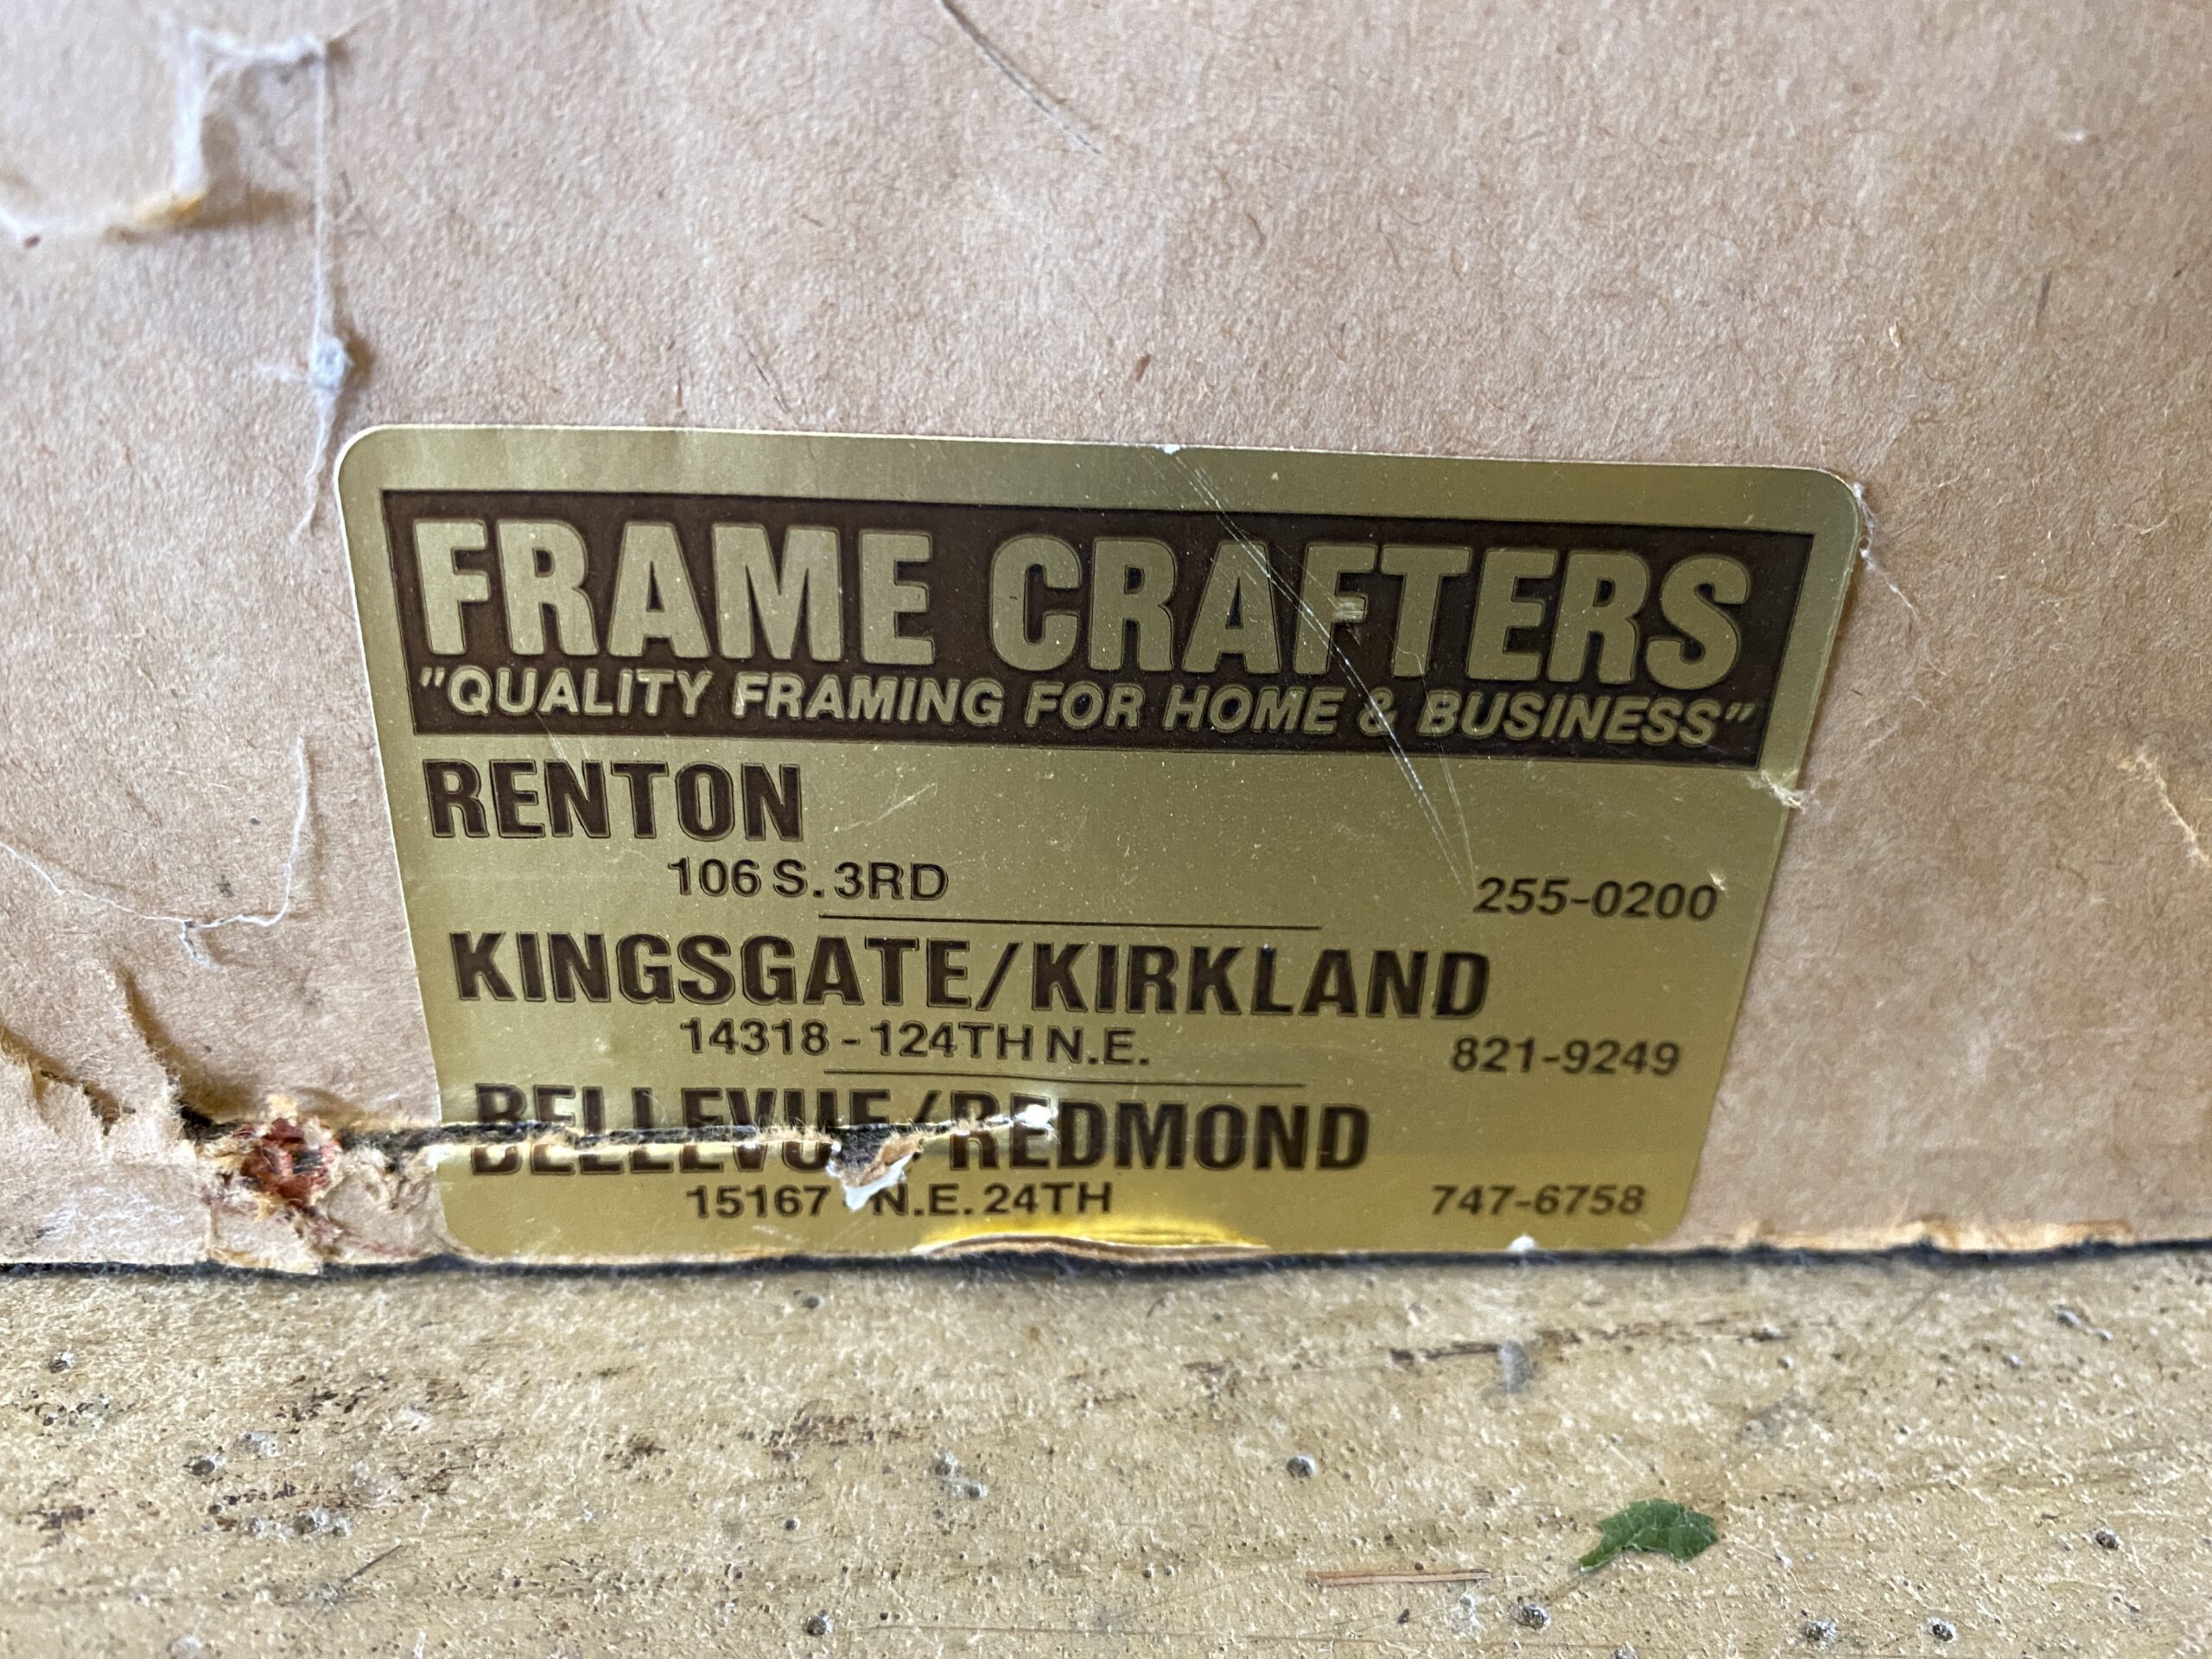 FRAME CRAFTERS
"QUALITY FRAMING FOR HOME & BUSINESS"
RENTON
106 S. 3RD 255-0200
KINGSGATE/KIRKLAND
14318 - 124TH N.E. 821-9249
BELLEVUE/REDMOND
15167 N.E. 24TH 747-6758